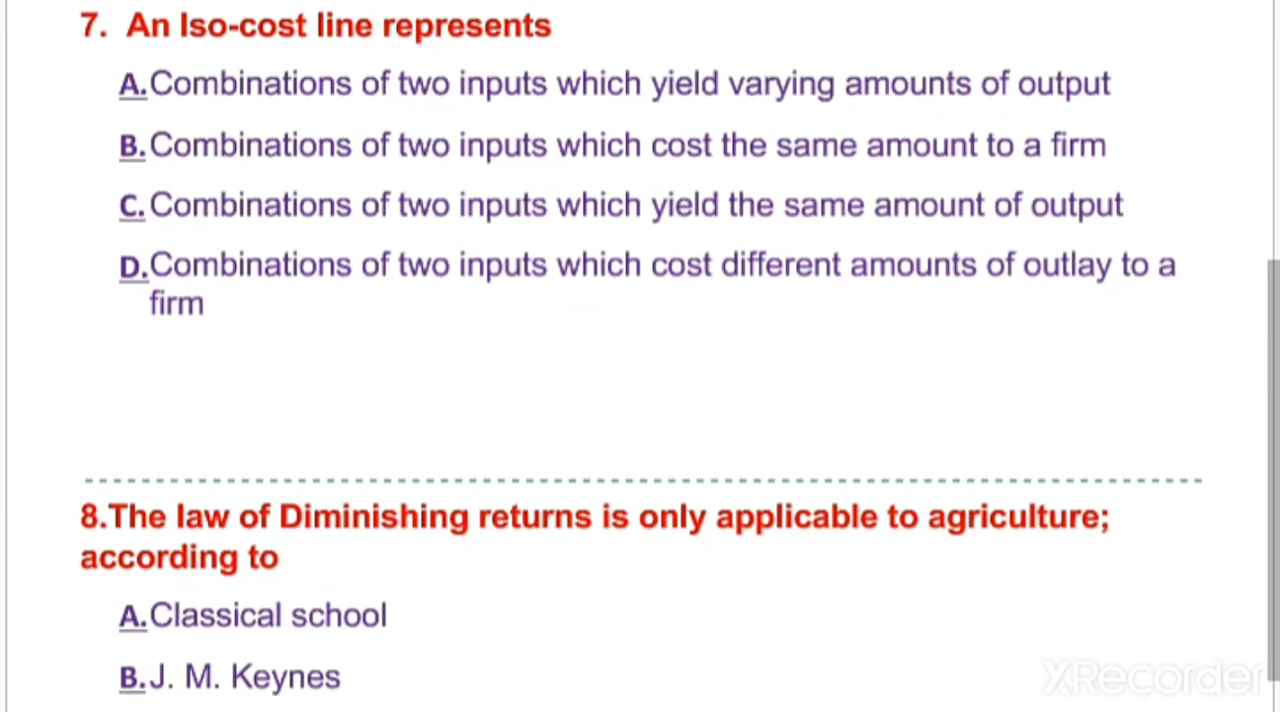 7. An Iso-cost line represents
A. Combinations of two inputs which yield varying amounts of output
B. Combinations of two inputs which cost the same amount to a firm
C. Combinations of two inputs which yield the same amount of output
D. Combinations of two inputs which cost different amounts of outlay to a
firm
8.The law of Diminishing returns is only applicable to agriculture;
according to
A. Classical school
B. J. M. Keynes
XRecorder